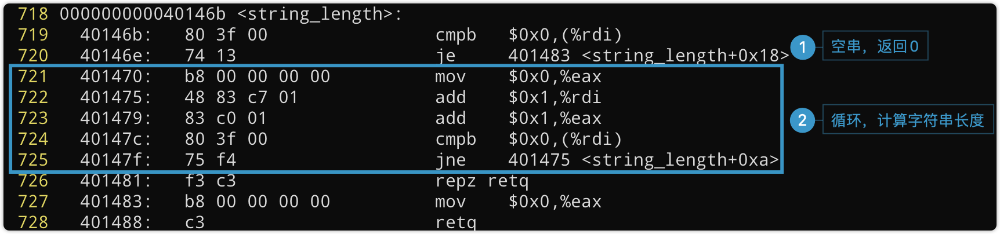 718 000000000040146b <string_length>:
719 40146b: 80 3f 00 cmpb $0x0,(%rdi)
720 40146e: 74 13 je 401483 <string_length+0x18>
1 空串，返回0
721 401470: b8 00 00 00 00 mov $0x0,%eax
722 401475: 48 83 c7 01 add $0x1,%rdi
723 401479: 83 c0 01 add $0x1,%eax
2 循环，计算字符串长度
724 40147c: 80 3f 00 cmpb $0x0,(%rdi)
725 40147f: 75 f4 jne 401475 <string_length+0xa>
726 401481: f3 c3 repz retq
727 401483: b8 00 00 00 00 mov $0x0,%eax
728 401488: c3 retq